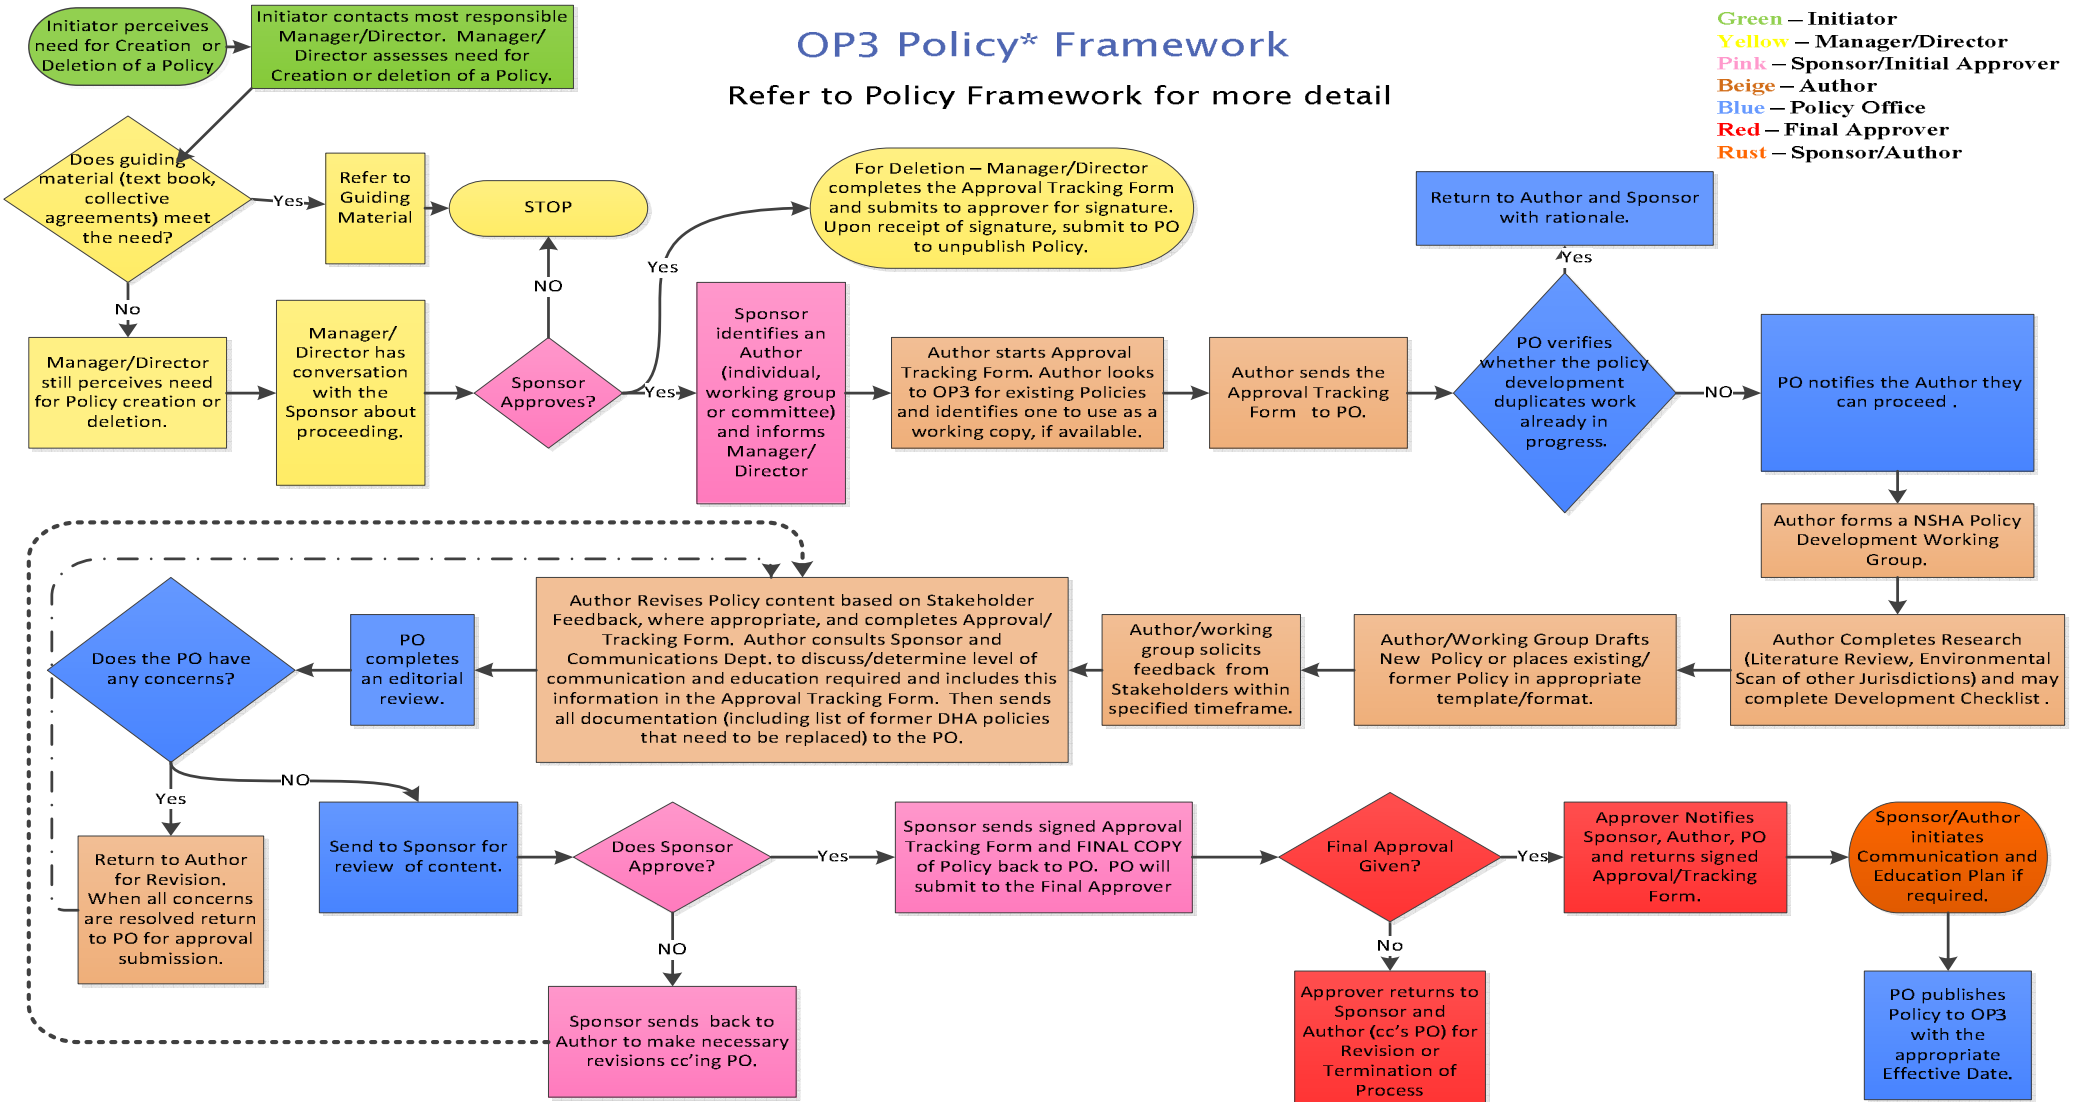 Initiator perceives
need for Creation or
Deletion of a Policy
Initiator contacts most responsible
Manager/Director. Manager/
Director assesses need for
Creation or deletion of a Policy.
OP3 Policy* Framework
Refer to Policy Framework for more detail
Green – Initiator
Yellow – Manager/Director
Pink – Sponsor/Initial Approver
Beige – Author
Blue – Policy Office
Red – Final Approver
Rust – Sponsor/Author
Does guiding
material (text book,
collective
agreements) meet
the need?
Yes
Refer to
Guiding
Material
STOP
For Deletion – Manager/Director
completes the Approval Tracking Form
and submits to approver for signature.
Upon receipt of signature, submit to PO
to unpublish Policy.
Return to Author and Sponsor
with rationale.
Yes
No
NO
Yes
Manager/Director
still perceives need
for Policy creation or
deletion.
Manager/
Director has
conversation
with the
Sponsor about
proceeding.
Sponsor
Approves?
Yes
Sponsor
identifies an
Author
(individual,
working group
or committee)
and informs
Manager/
Director
Author starts Approval
Tracking Form. Author looks
to OP3 for existing Policies
and identifies one to use as a
working copy, if available.
Author sends the
Approval Tracking
Form to PO.
PO verifies
whether the policy
development
duplicates work
already in
progress.
NO
PO notifies the Author they
can proceed .
Author forms a NSHA Policy
Development Working
Group.
Author Completes Research
(Literature Review, Environmental
Scan of other Jurisdictions) and may
complete Development Checklist .
Author/Working Group Drafts
New Policy or places existing/
former Policy in appropriate
template/format.
Author/working
group solicits
feedback from
Stakeholders within
specified timeframe.
Author Revises Policy content based on Stakeholder
Feedback, where appropriate, and completes Approval/
Tracking Form. Author consults Sponsor and
Communications Dept. to discuss/determine level of
communication and education required and includes this
information in the Approval Tracking Form. Then sends
all documentation (including list of former DHA policies
that need to be replaced) to the PO.
PO
completes
an editorial
review.
Does the PO have
any concerns?
Yes
NO
Return to Author
for Revision.
When all concerns
are resolved return
to PO for approval
submission.
Send to Sponsor for
review of content.
Does Sponsor
Approve?
Yes
NO
Sponsor sends back to
Author to make necessary
revisions cc’ing PO.
Sponsor sends signed Approval
Tracking Form and FINAL COPY
of Policy back to PO. PO will
submit to the Final Approver
Final Approval
Given?
Yes
No
Approver returns to
Sponsor and
Author (cc’s PO) for
Revision or
Termination of
Process
Approver Notifies
Sponsor, Author, PO
and returns signed
Approval/Tracking
Form.
Sponsor/Author
initiates
Communication and
Education Plan if
required.
PO publishes
Policy to OP3
with the
appropriate
Effective Date.